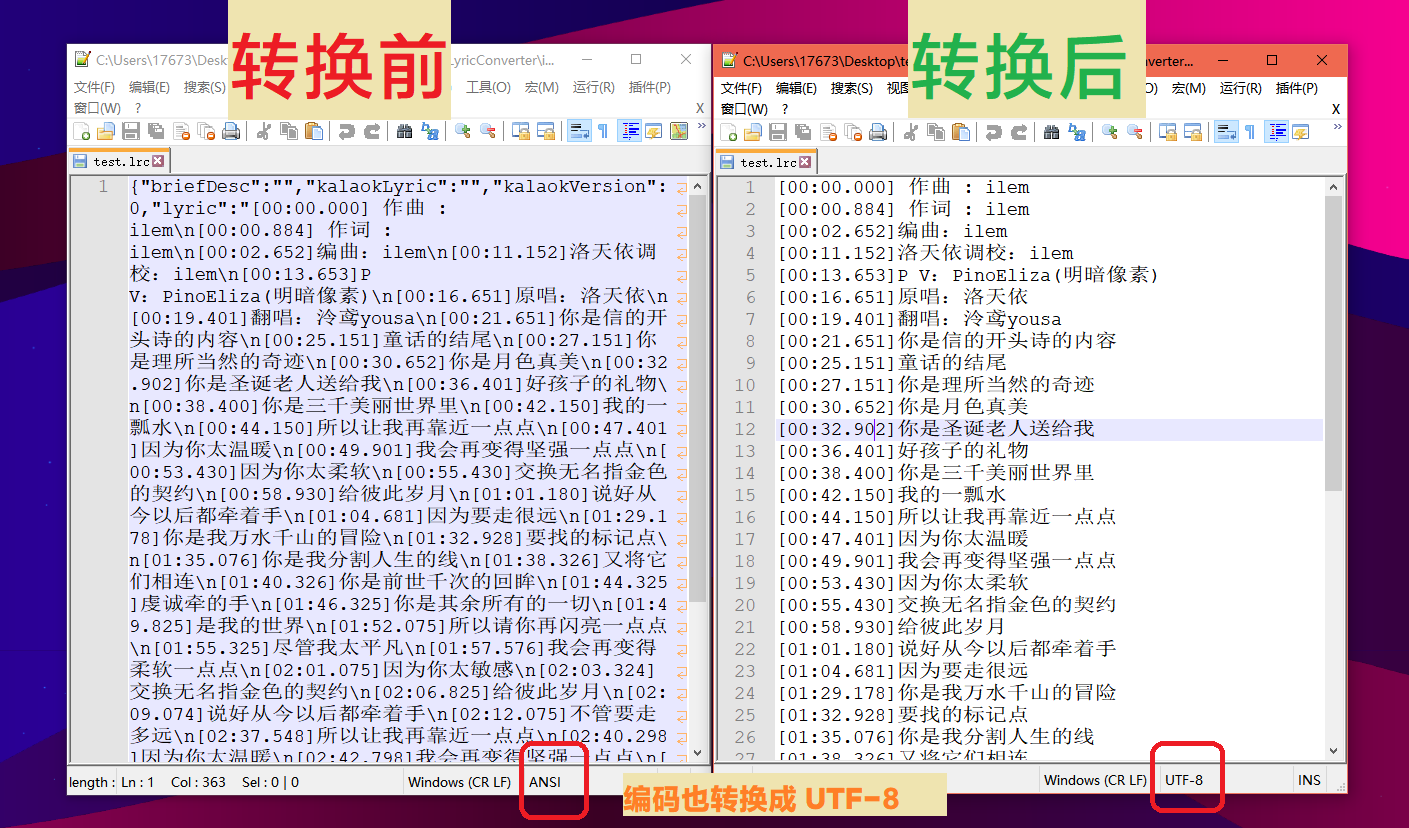 转换前
C:\Users\17673\Desk
LyricConverter\i...
文件(F) 编辑(E) 搜索(S) 工具(O) 宏(M) 运行(R) 插件(P)
窗口(W) ? X
test.lrc
1 {"briefDesc":"","kalaokLyric":"","kalaokVersion":
0,"lyric":"[00:00.000] 作曲 :
ilem\n[00:00.884] 作词 :
ilem\n[00:02.652]编曲：ilem\n[00:11.152]洛天依调
校：ilem\n[00:13.653]P
V：PinoEliza(明暗像素)\n[00:16.651]原唱：洛天依\n
[00:19.401]翻唱：泠鸢yousa\n[00:21.651]你是信的开
头诗的内容\n[00:25.151]童话的结尾\n[00:27.151]你
是理所当然的奇迹\n[00:30.652]你是月色真美\n[00:32
.902]你是圣诞老人送给我\n[00:36.401]好孩子的礼物\
n[00:38.400]你是三千美丽世界里\n[00:42.150]我的一
瓢水\n[00:44.150]所以让我再靠近一点点\n[00:47.401
]因为你太温暖\n[00:49.901]我会再变得坚强一点点\n[
00:53.430]因为你太柔软\n[00:55.430]交换无名指金色
的契约\n[00:58.930]给彼此岁月\n[01:01.180]说好从
今以后都牵着手\n[01:04.681]因为要走很远\n[01:29.1
78]你是我万水千山的冒险\n[01:32.928]要找的标记点\
n[01:35.076]你是我分割人生的线\n[01:38.326]又将它
们相连\n[01:40.326]你是前世千次的回眸\n[01:44.325
]虔诚牵的手\n[01:46.325]你是其余所有的一切\n[01:4
9.825]是我的世界\n[01:52.075]所以请你再闪亮一点点
\n[01:55.325]尽管我太平凡\n[01:57.576]我会再变得
柔软一点点\n[02:01.075]因为你太敏感\n[02:03.324]
交换无名指金色的契约\n[02:06.825]给彼此岁月\n[02:
09.074]说好从今以后都牵着手\n[02:12.075]不管要走
多远\n[02:37.548]所以让我再靠近一点点\n[02:40.298
]因为你太温暖\n[02:42.798]我会再变得坚强一点点\n[
length : Ln : 1 Col : 363 Sel : 0 | 0 Windows (CR LF) ANSI
转换后
C:\Users\17673\Desktop\te
nverter...
文件(F) 编辑(E) 搜索(S) 视图 O) 宏(M) 运行(R) 插件(P)
窗口(W) ? X
test.lrc
1 [00:00.000] 作曲 : ilem
2 [00:00.884] 作词 : ilem
3 [00:02.652]编曲：ilem
4 [00:11.152]洛天依调校：ilem
5 [00:13.653]P V：PinoEliza(明暗像素)
6 [00:16.651]原唱：洛天依
7 [00:19.401]翻唱：泠鸢yousa
8 [00:21.651]你是信的开头诗的内容
9 [00:25.151]童话的结尾
10 [00:27.151]你是理所当然的奇迹
11 [00:30.652]你是月色真美
12 [00:32.902]你是圣诞老人送给我
13 [00:36.401]好孩子的礼物
14 [00:38.400]你是三千美丽世界里
15 [00:42.150]我的一瓢水
16 [00:44.150]所以让我再靠近一点点
17 [00:47.401]因为你太温暖
18 [00:49.901]我会再变得坚强一点点
19 [00:53.430]因为你太柔软
20 [00:55.430]交换无名指金色的契约
21 [00:58.930]给彼此岁月
22 [01:01.180]说好从今以后都牵着手
23 [01:04.681]因为要走很远
24 [01:29.178]你是我万水千山的冒险
25 [01:32.928]要找的标记点
26 [01:35.076]你是我分割人生的线
27 [01:38.326]又将它们相连
Windows (CR LF) UTF-8 INS
编码也转换成 UTF-8